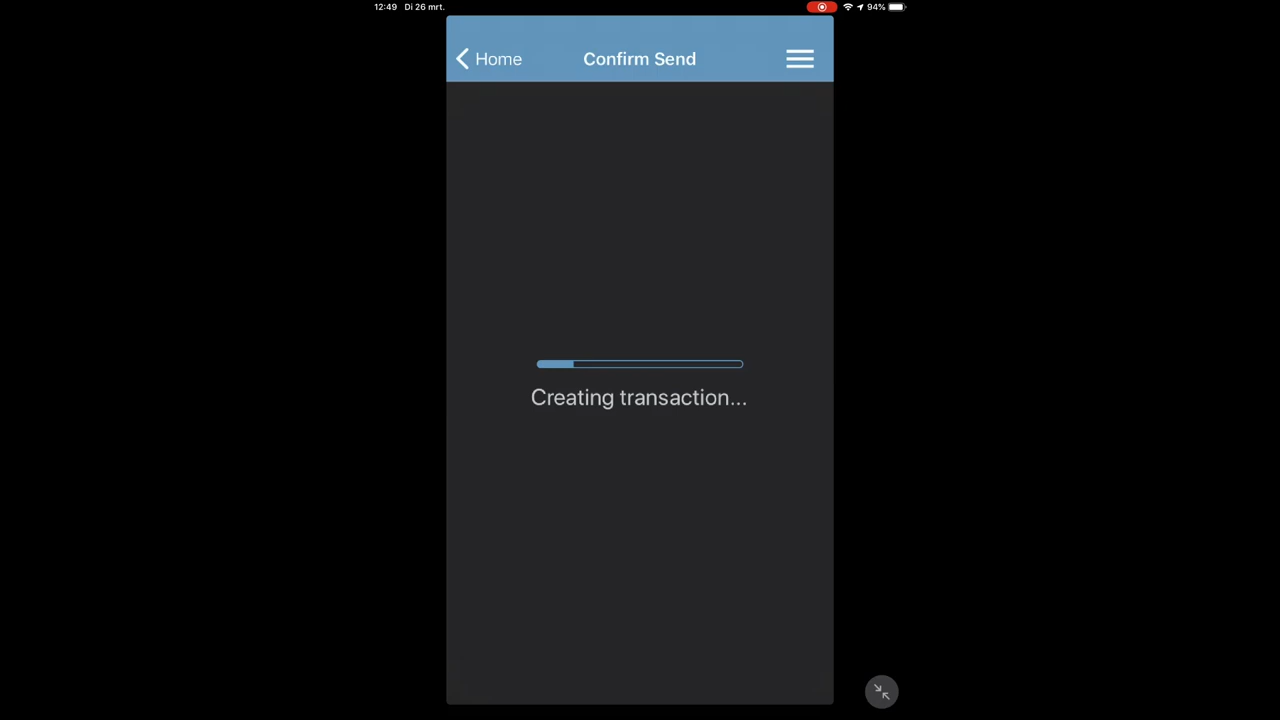 12:49 Di 26 mrt. 94%
Home Confirm Send
Creating transaction...